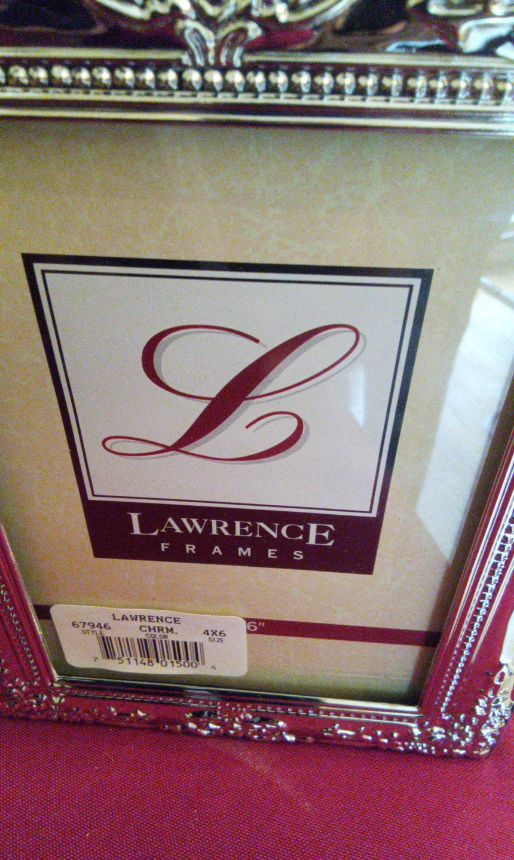 L
LAWRENCE
FRAMES
LAWRENCE
67946 CHRM. 4X6
STYLE COLOR SIZE
7 51148 01500 4
6"